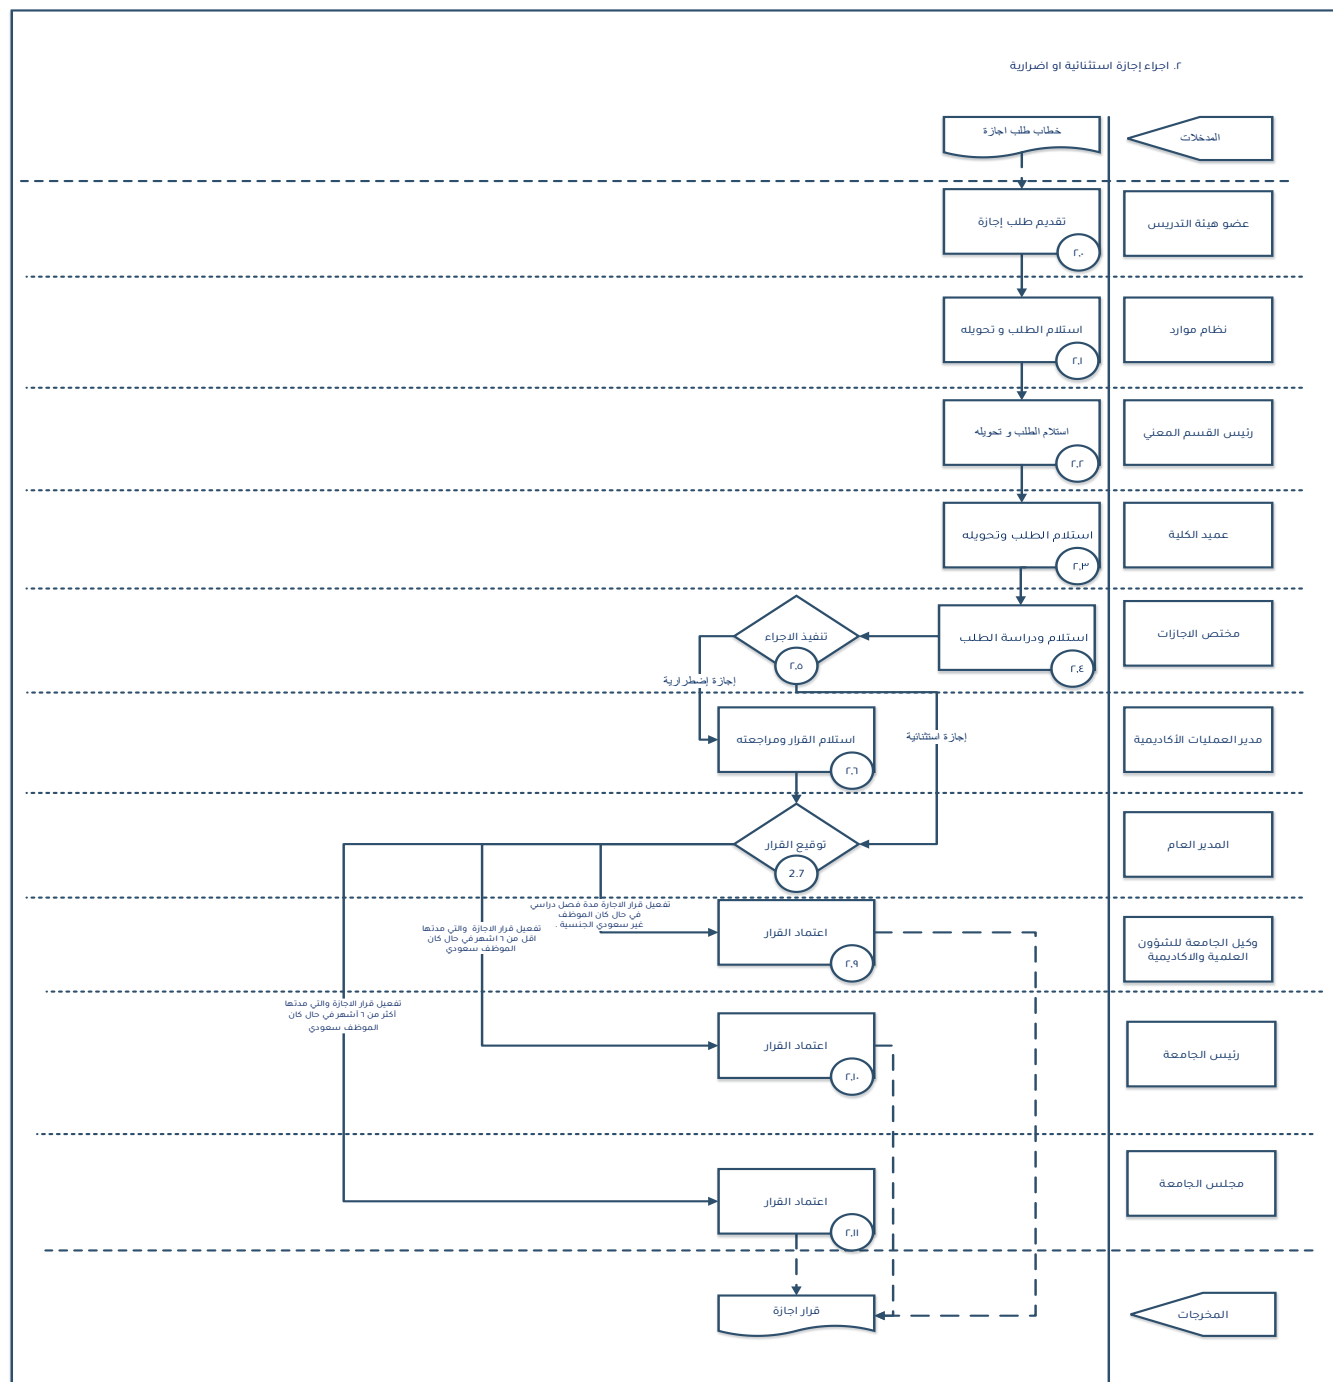 ٢. اجراء إجازة استثنائية او اضرارية
المدخلات
خطاب طلب اجازة
عضو هيئة التدريس
تقديم طلب إجازة
٢,٠
نظام موارد
استلام الطلب و تحويله
٢,١
رئيس القسم المعني
استلام الطلب و تحويله
٢,٢
عميد الكلية
استلام الطلب وتحويله
٢,٣
مختص الاجازات
استلام ودراسة الطلب
٢,٤
تنفيذ الاجراء
٢,٥
إجازة إضطرارية
إجازة استثنائية
مدير العمليات الأكاديمية
استلام القرار ومراجعته
٢,٦
المدير العام
توقيع القرار
2.7
وكيل الجامعة للشؤون
العلمية والاكاديمية
اعتماد القرار
٢,٩
تفعيل قرار الاجازة مدة فصل دراسي
في حال كان الموظف
غير سعودي الجنسية .
تفعيل قرار الاجازة والتي مدتها
اقل من ٦ اشهر في حال كان
الموظف سعودي
تفعيل قرار الاجازة والتي مدتها
أكثر من ٦ أشهر في حال كان
الموظف سعودي
رئيس الجامعة
اعتماد القرار
٢,١٠
مجلس الجامعة
اعتماد القرار
٢,١١
المخرجات
قرار اجازة